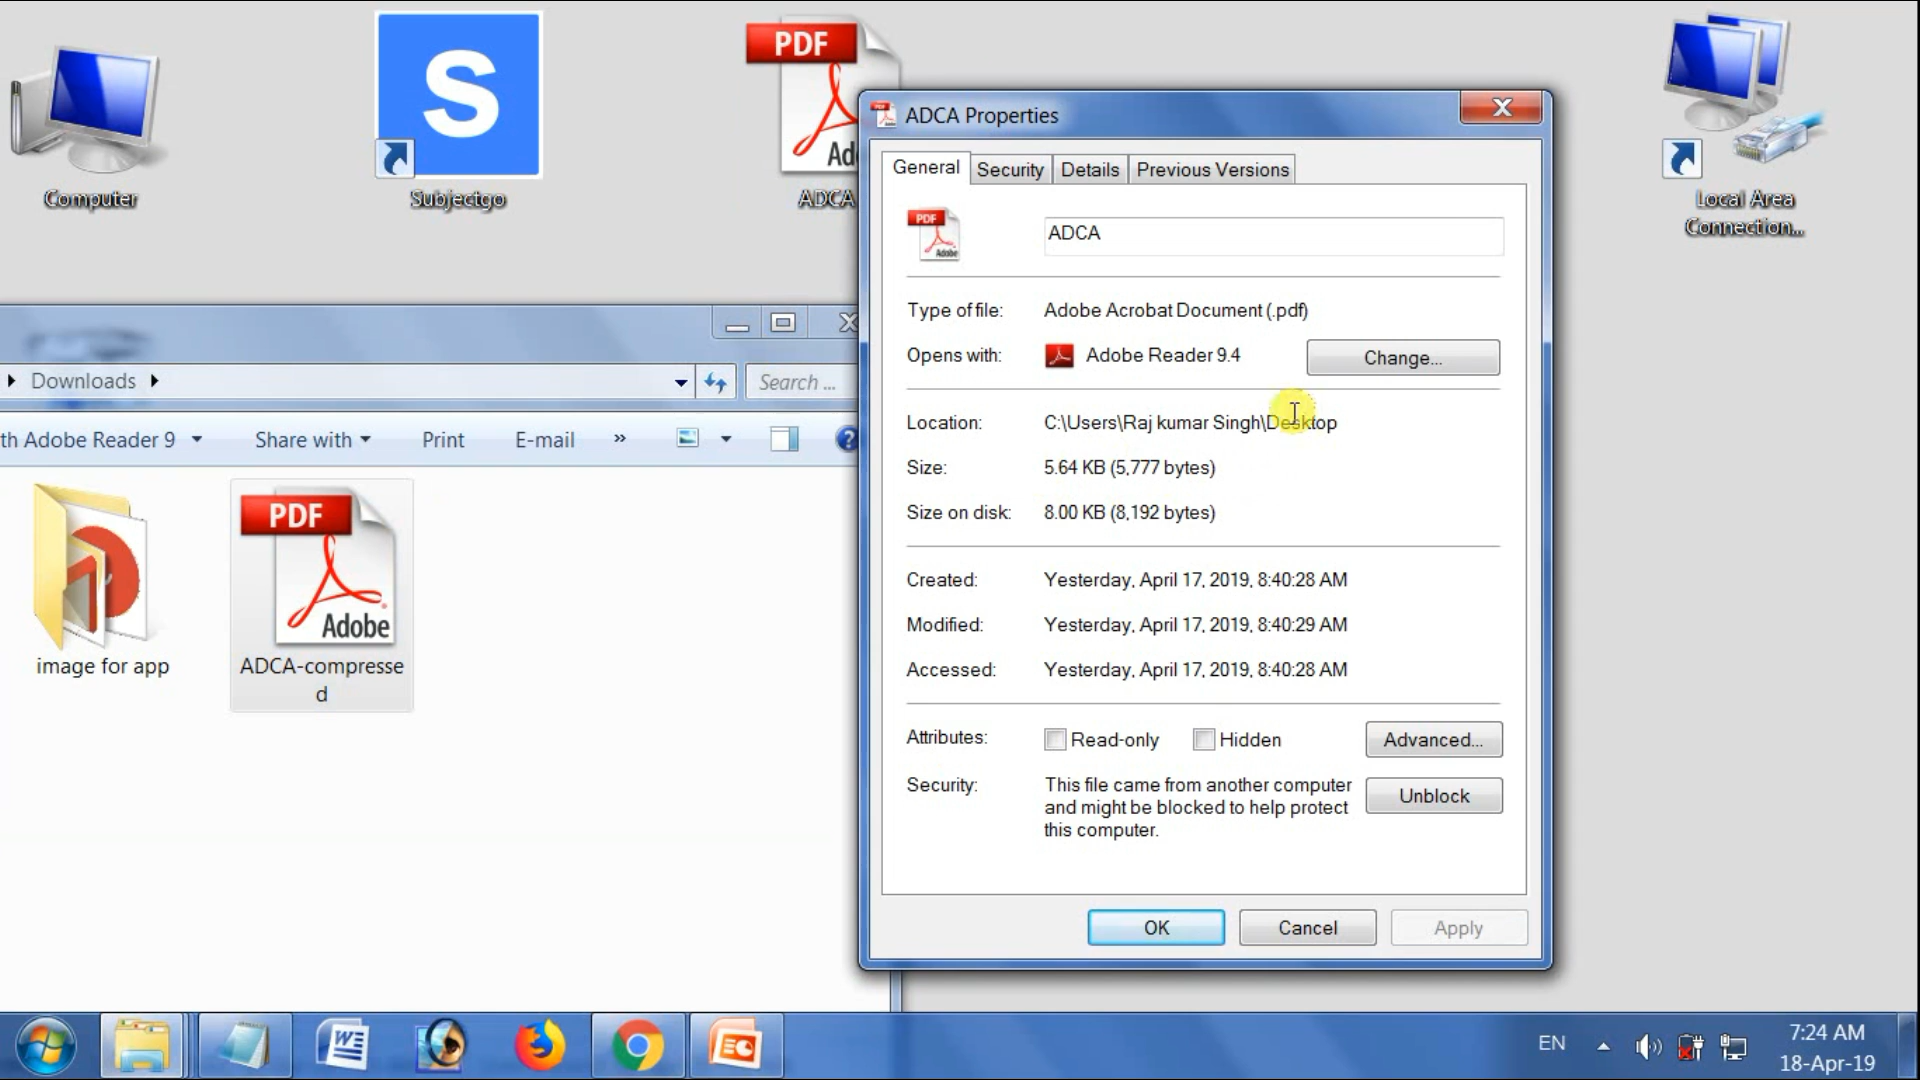 Computer
S
Subjectgo
PDF
Ad
ADCA
Local Area
Connection...
Downloads
Search ...
th Adobe Reader 9
Share with
Print
E-mail
»
?
image for app
PDF
Adobe
ADCA-compresse
d
ADCA Properties
General
Security
Details
Previous Versions
PDF
Adobe
ADCA
Type of file: Adobe Acrobat Document (.pdf)
Opens with: Adobe Reader 9.4
Change...
Location: C:\Users\Raj kumar Singh\Desktop
Size: 5.64 KB (5,777 bytes)
Size on disk: 8.00 KB (8,192 bytes)
Created: Yesterday, April 17, 2019, 8:40:28 AM
Modified: Yesterday, April 17, 2019, 8:40:29 AM
Accessed: Yesterday, April 17, 2019, 8:40:28 AM
Attributes: Read-only Hidden
Advanced...
Security: This file came from another computer
and might be blocked to help protect
this computer.
Unblock
OK
Cancel
Apply
EN
7:24 AM
18-Apr-19